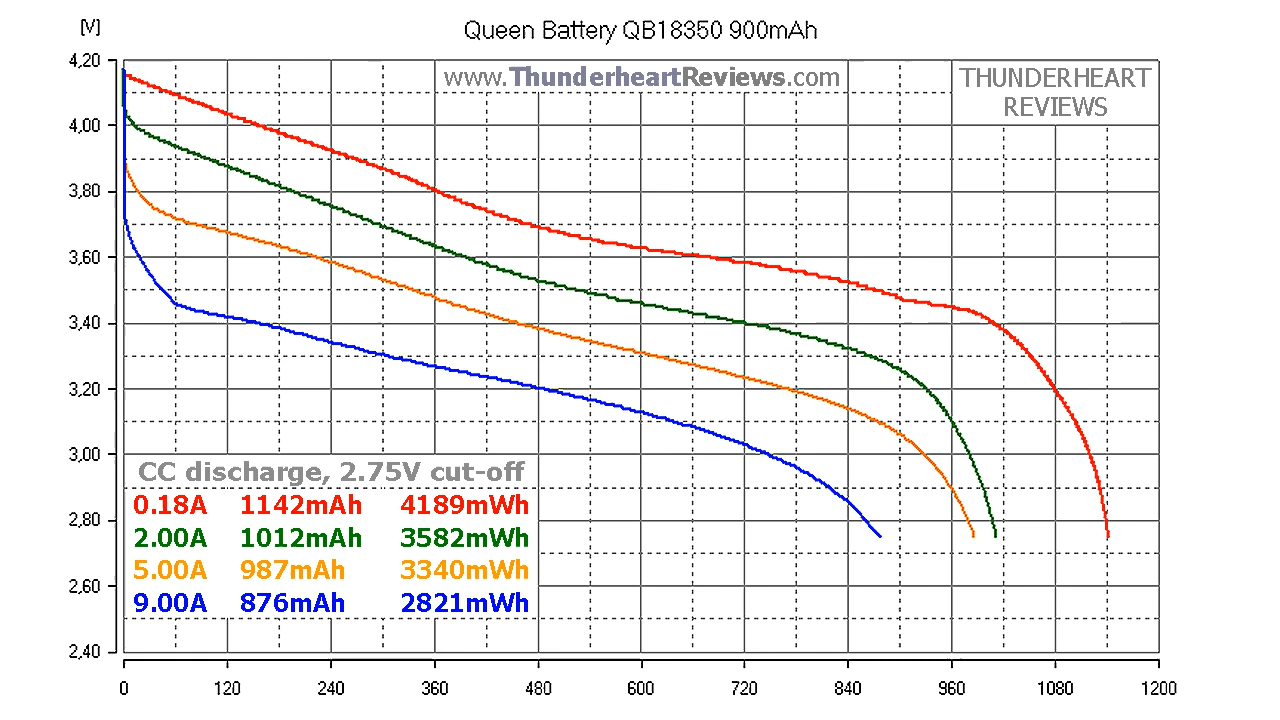 [V]
Queen Battery QB18350 900mAh
4,20
www.ThunderheartReviews.com
THUNDERHEART
REVIEWS
4,00
3,80
3,60
3,40
3,20
3,00
CC discharge, 2.75V cut-off
0.18A 1142mAh 4189mWh
2,80
2.00A 1012mAh 3582mWh
5.00A 987mAh 3340mWh
2,60
9.00A 876mAh 2821mWh
2,40
0 120 240 360 480 600 720 840 960 1080 1200